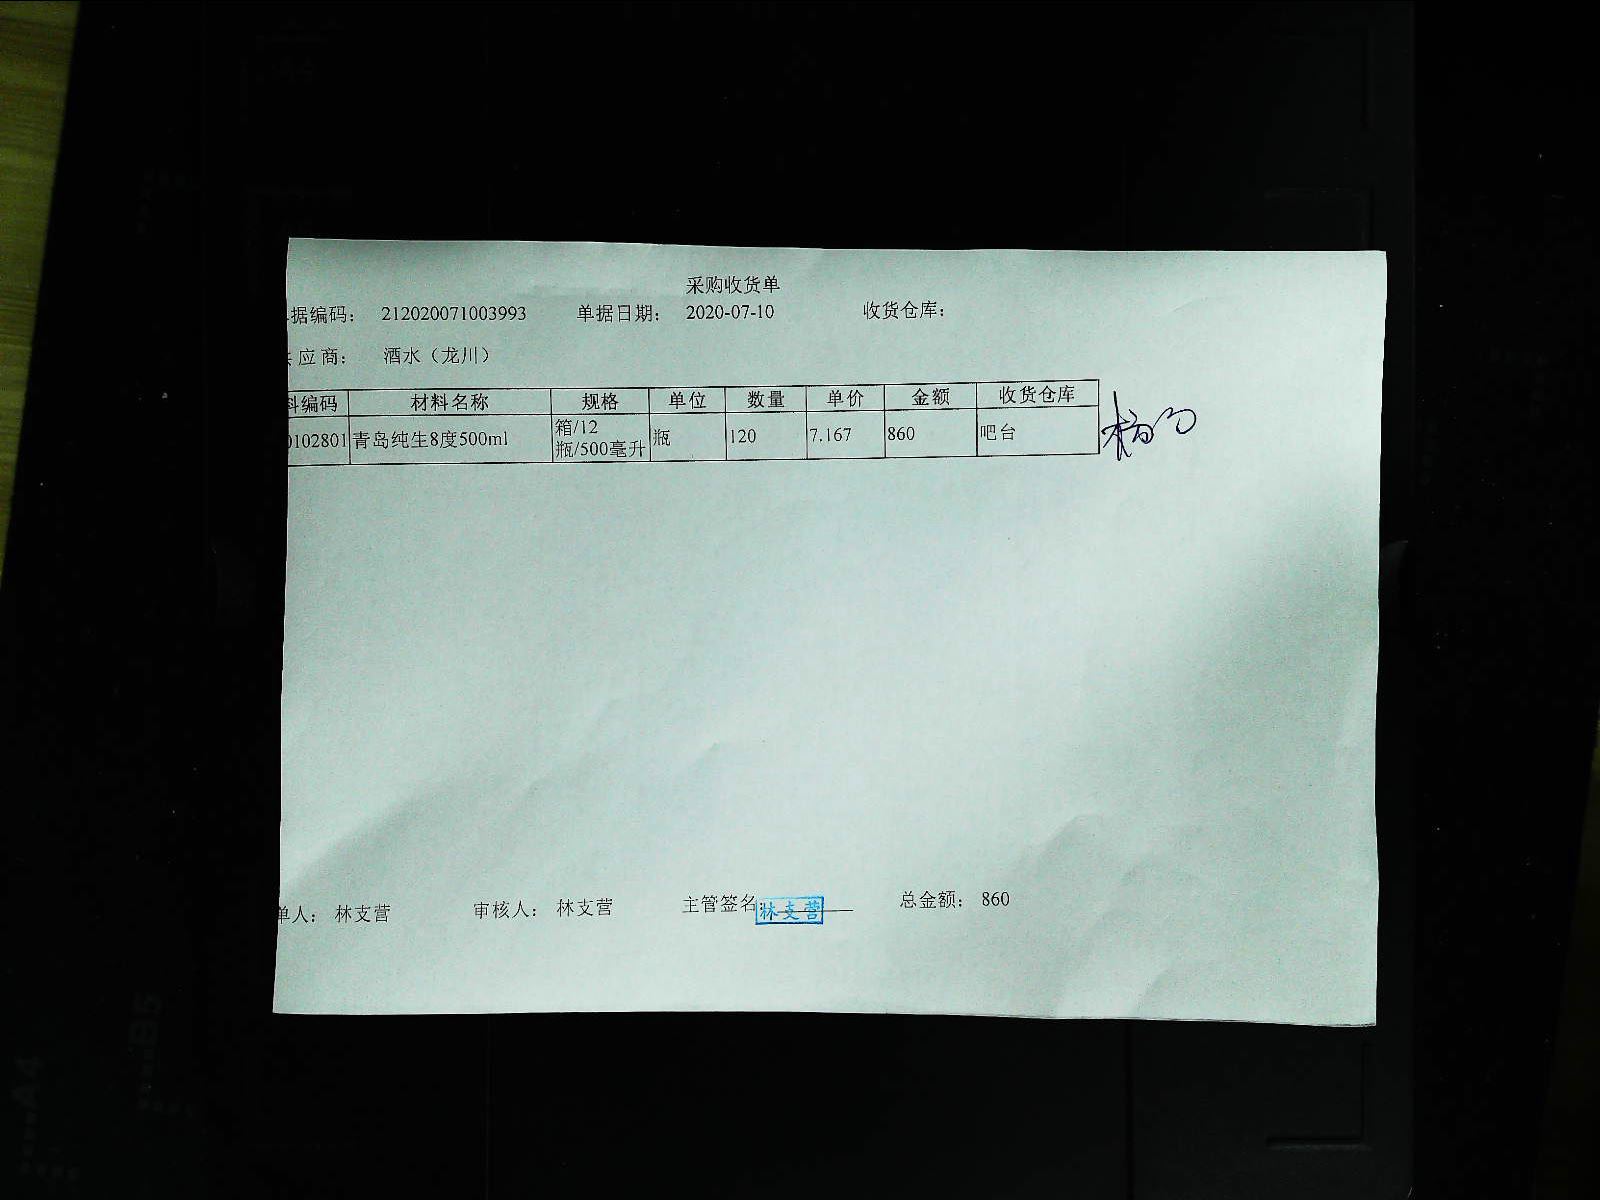 采购收货单
据编码： 212020071003993 单据日期： 2020-07-10 收货仓库：
应商： 酒水（龙川）
料编码 材料名称 规格 单位 数量 单价 金额 收货仓库
0102801 青岛纯生8度500ml 箱/12 瓶/500毫升 瓶 120 7.167 860 吧台
单人： 林支营 审核人： 林支营 主管签名： 林支营 总金额： 860